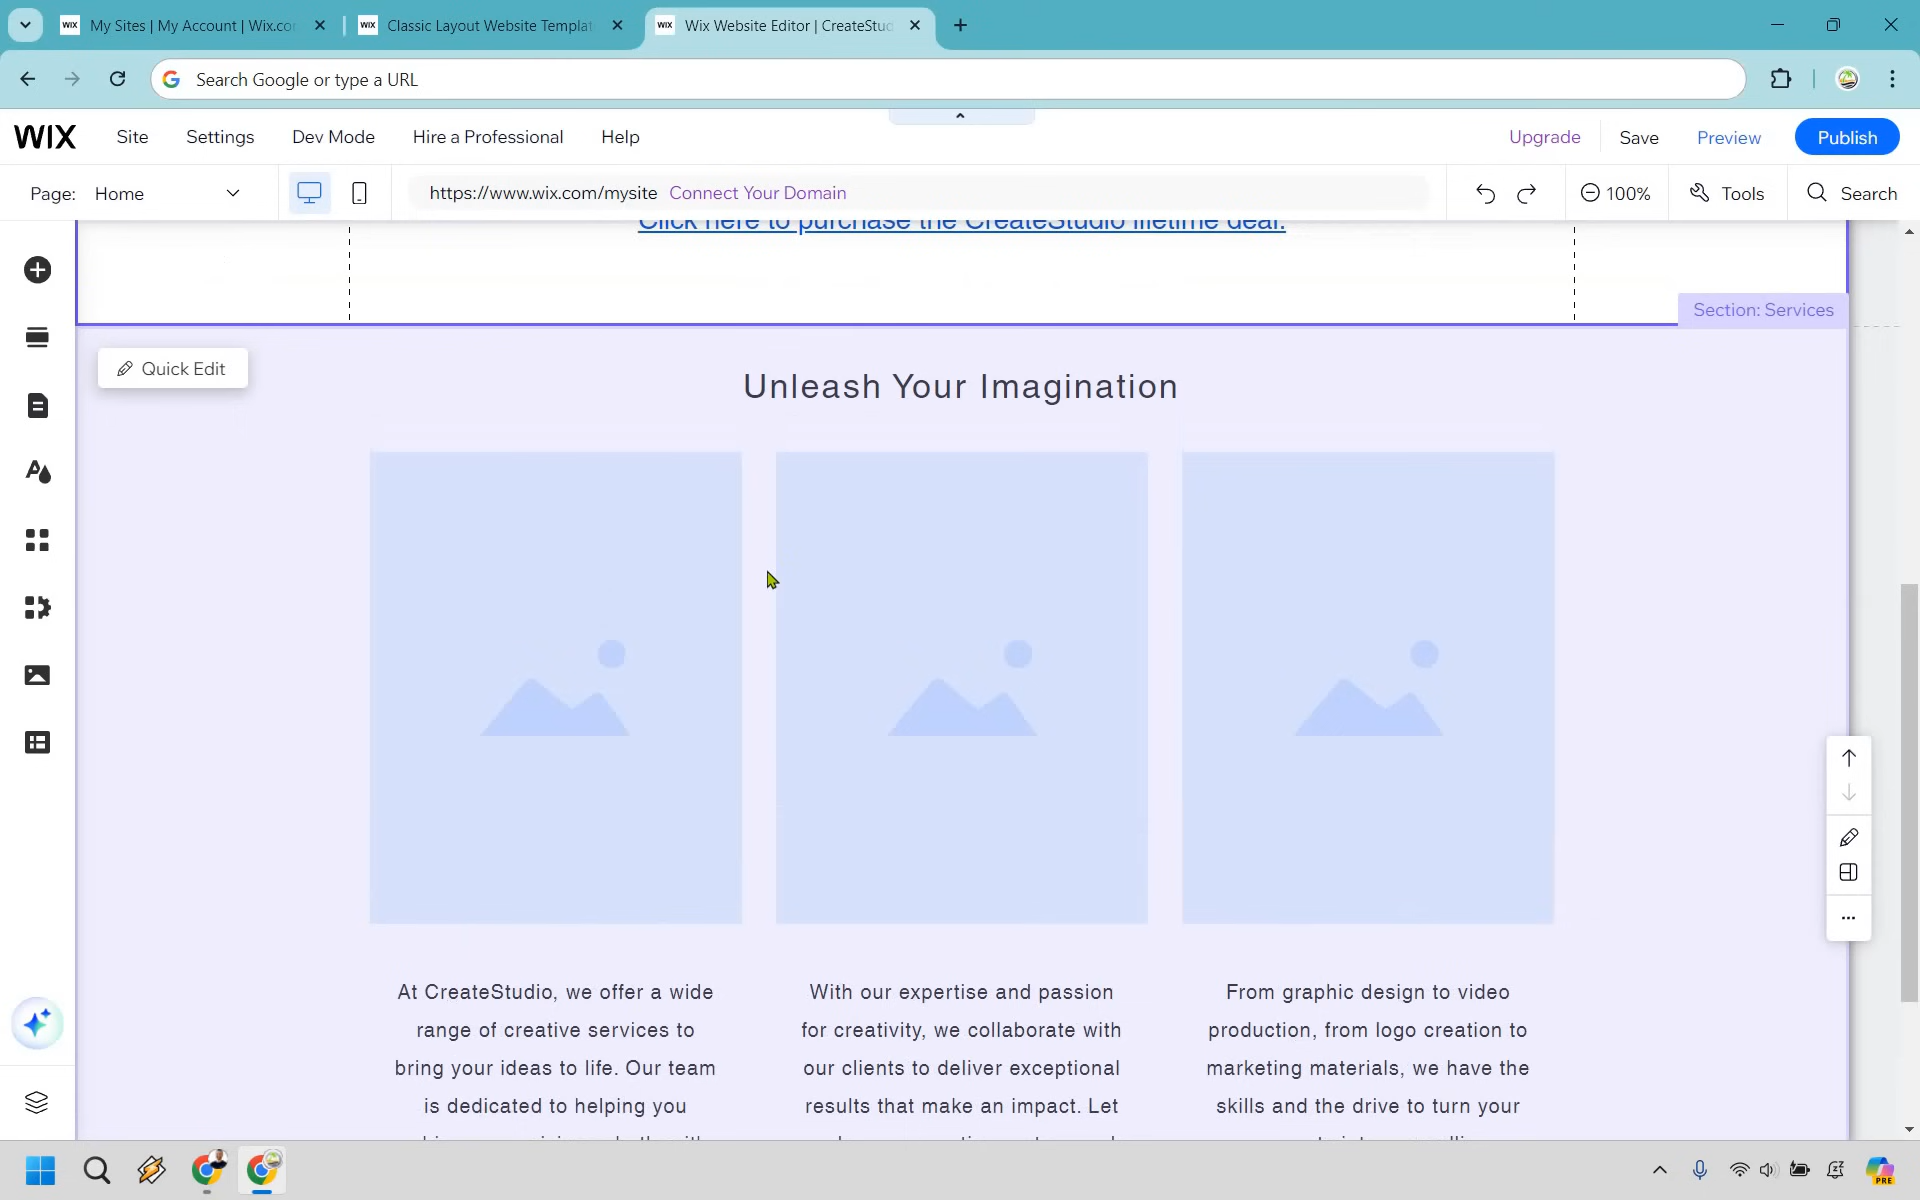 My Sites | My Account | Wix.co
Classic Layout Website Templat
Wix Website Editor | CreateStud
Search Google or type a URL
WIX
Site
Settings
Dev Mode
Hire a Professional
Help
Upgrade
Save
Preview
Publish
Page:
Home
https://www.wix.com/mysite
Connect Your Domain
100%
Tools
Search
Click here to purchase the CreateStudio lifetime deal.
Section: Services
Quick Edit
Unleash Your Imagination
At CreateStudio, we offer a wide
range of creative services to
bring your ideas to life. Our team
is dedicated to helping you
With our expertise and passion
for creativity, we collaborate with
our clients to deliver exceptional
results that make an impact. Let
From graphic design to video
production, from logo creation to
marketing materials, we have the
skills and the drive to turn your
PRE